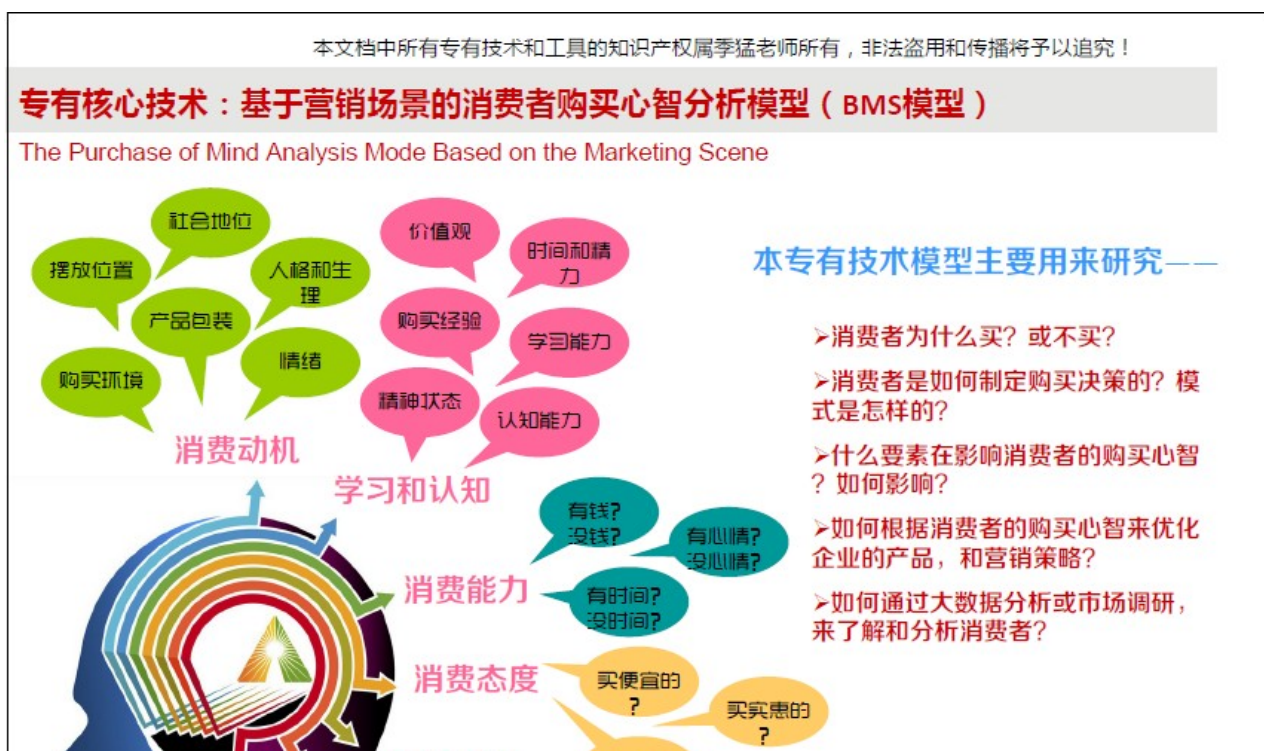 本文档中所有专有技术和工具的知识产权属季猛老师所有，非法盗用和传播将予以追究！
专有核心技术：基于营销场景的消费者购买心智分析模型（BMS模型）
The Purchase of Mind Analysis Mode Based on the Marketing Scene
社会地位
摆放位置
人格和生
理
产品包装
情绪
购买环境
消费动机
价值观
时间和精
力
购买经验
学习能力
精神状态
认知能力
学习和认知
有钱?
没钱?
有心情?
没心情?
有时间?
没时间?
消费能力
消费态度
买便宜的
?
买实惠的
?
本专有技术模型主要用来研究——
➢消费者为什么买？或不买？
➢消费者是如何制定购买决策的？模
式是怎样的？
➢什么要素在影响消费者的购买心智
？如何影响？
➢如何根据消费者的购买心智来优化
企业的产品，和营销策略？
➢如何通过大数据分析或市场调研，
来了解和分析消费者？